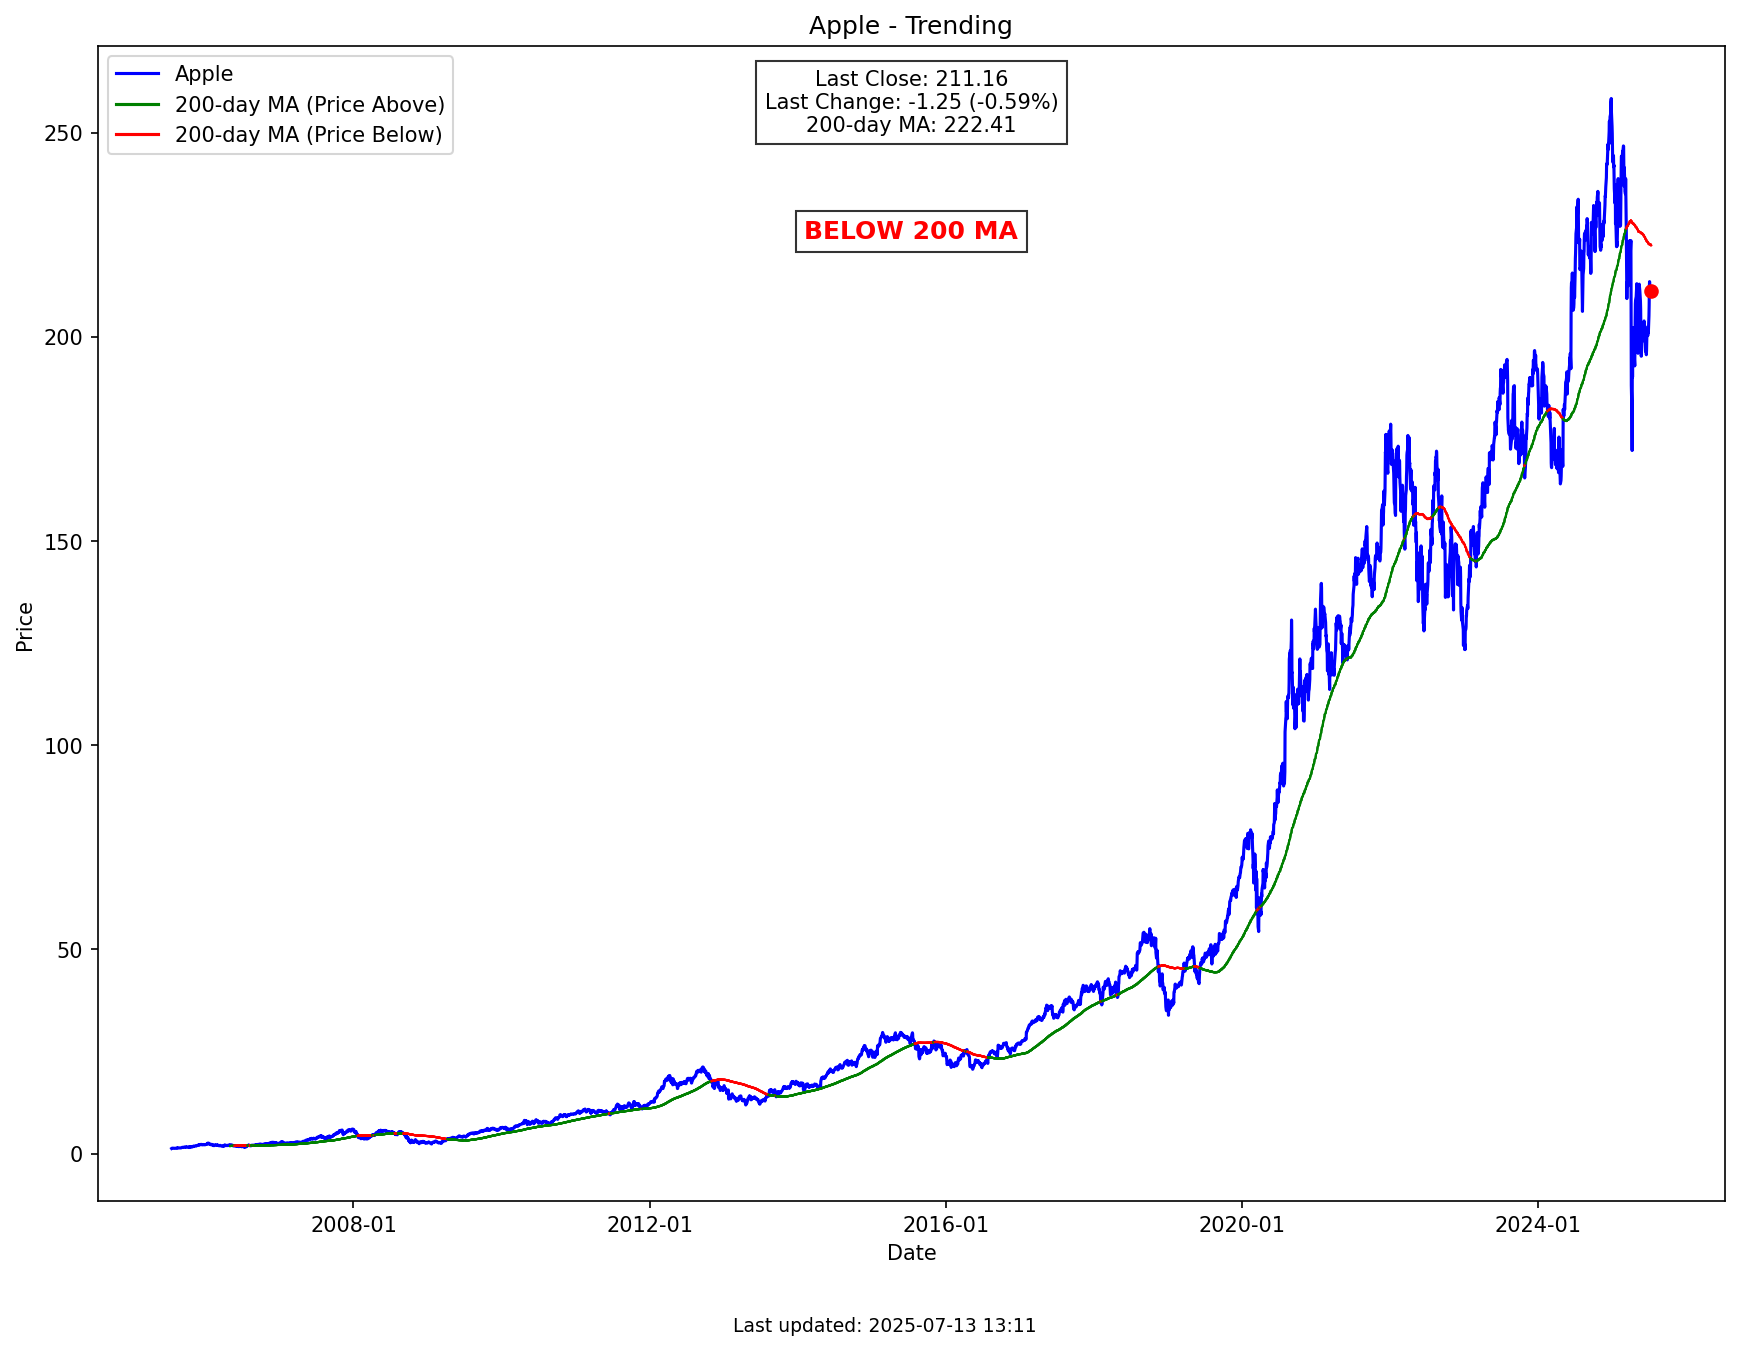 Apple - Trending
Apple
200-day MA (Price Above)
200-day MA (Price Below)
Last Close: 211.16
Last Change: -1.25 (-0.59%)
200-day MA: 222.41
BELOW 200 MA
Price
250
200
150
100
50
0
2008-01
2012-01
2016-01
2020-01
2024-01
Date
Last updated: 2025-07-13 13:11